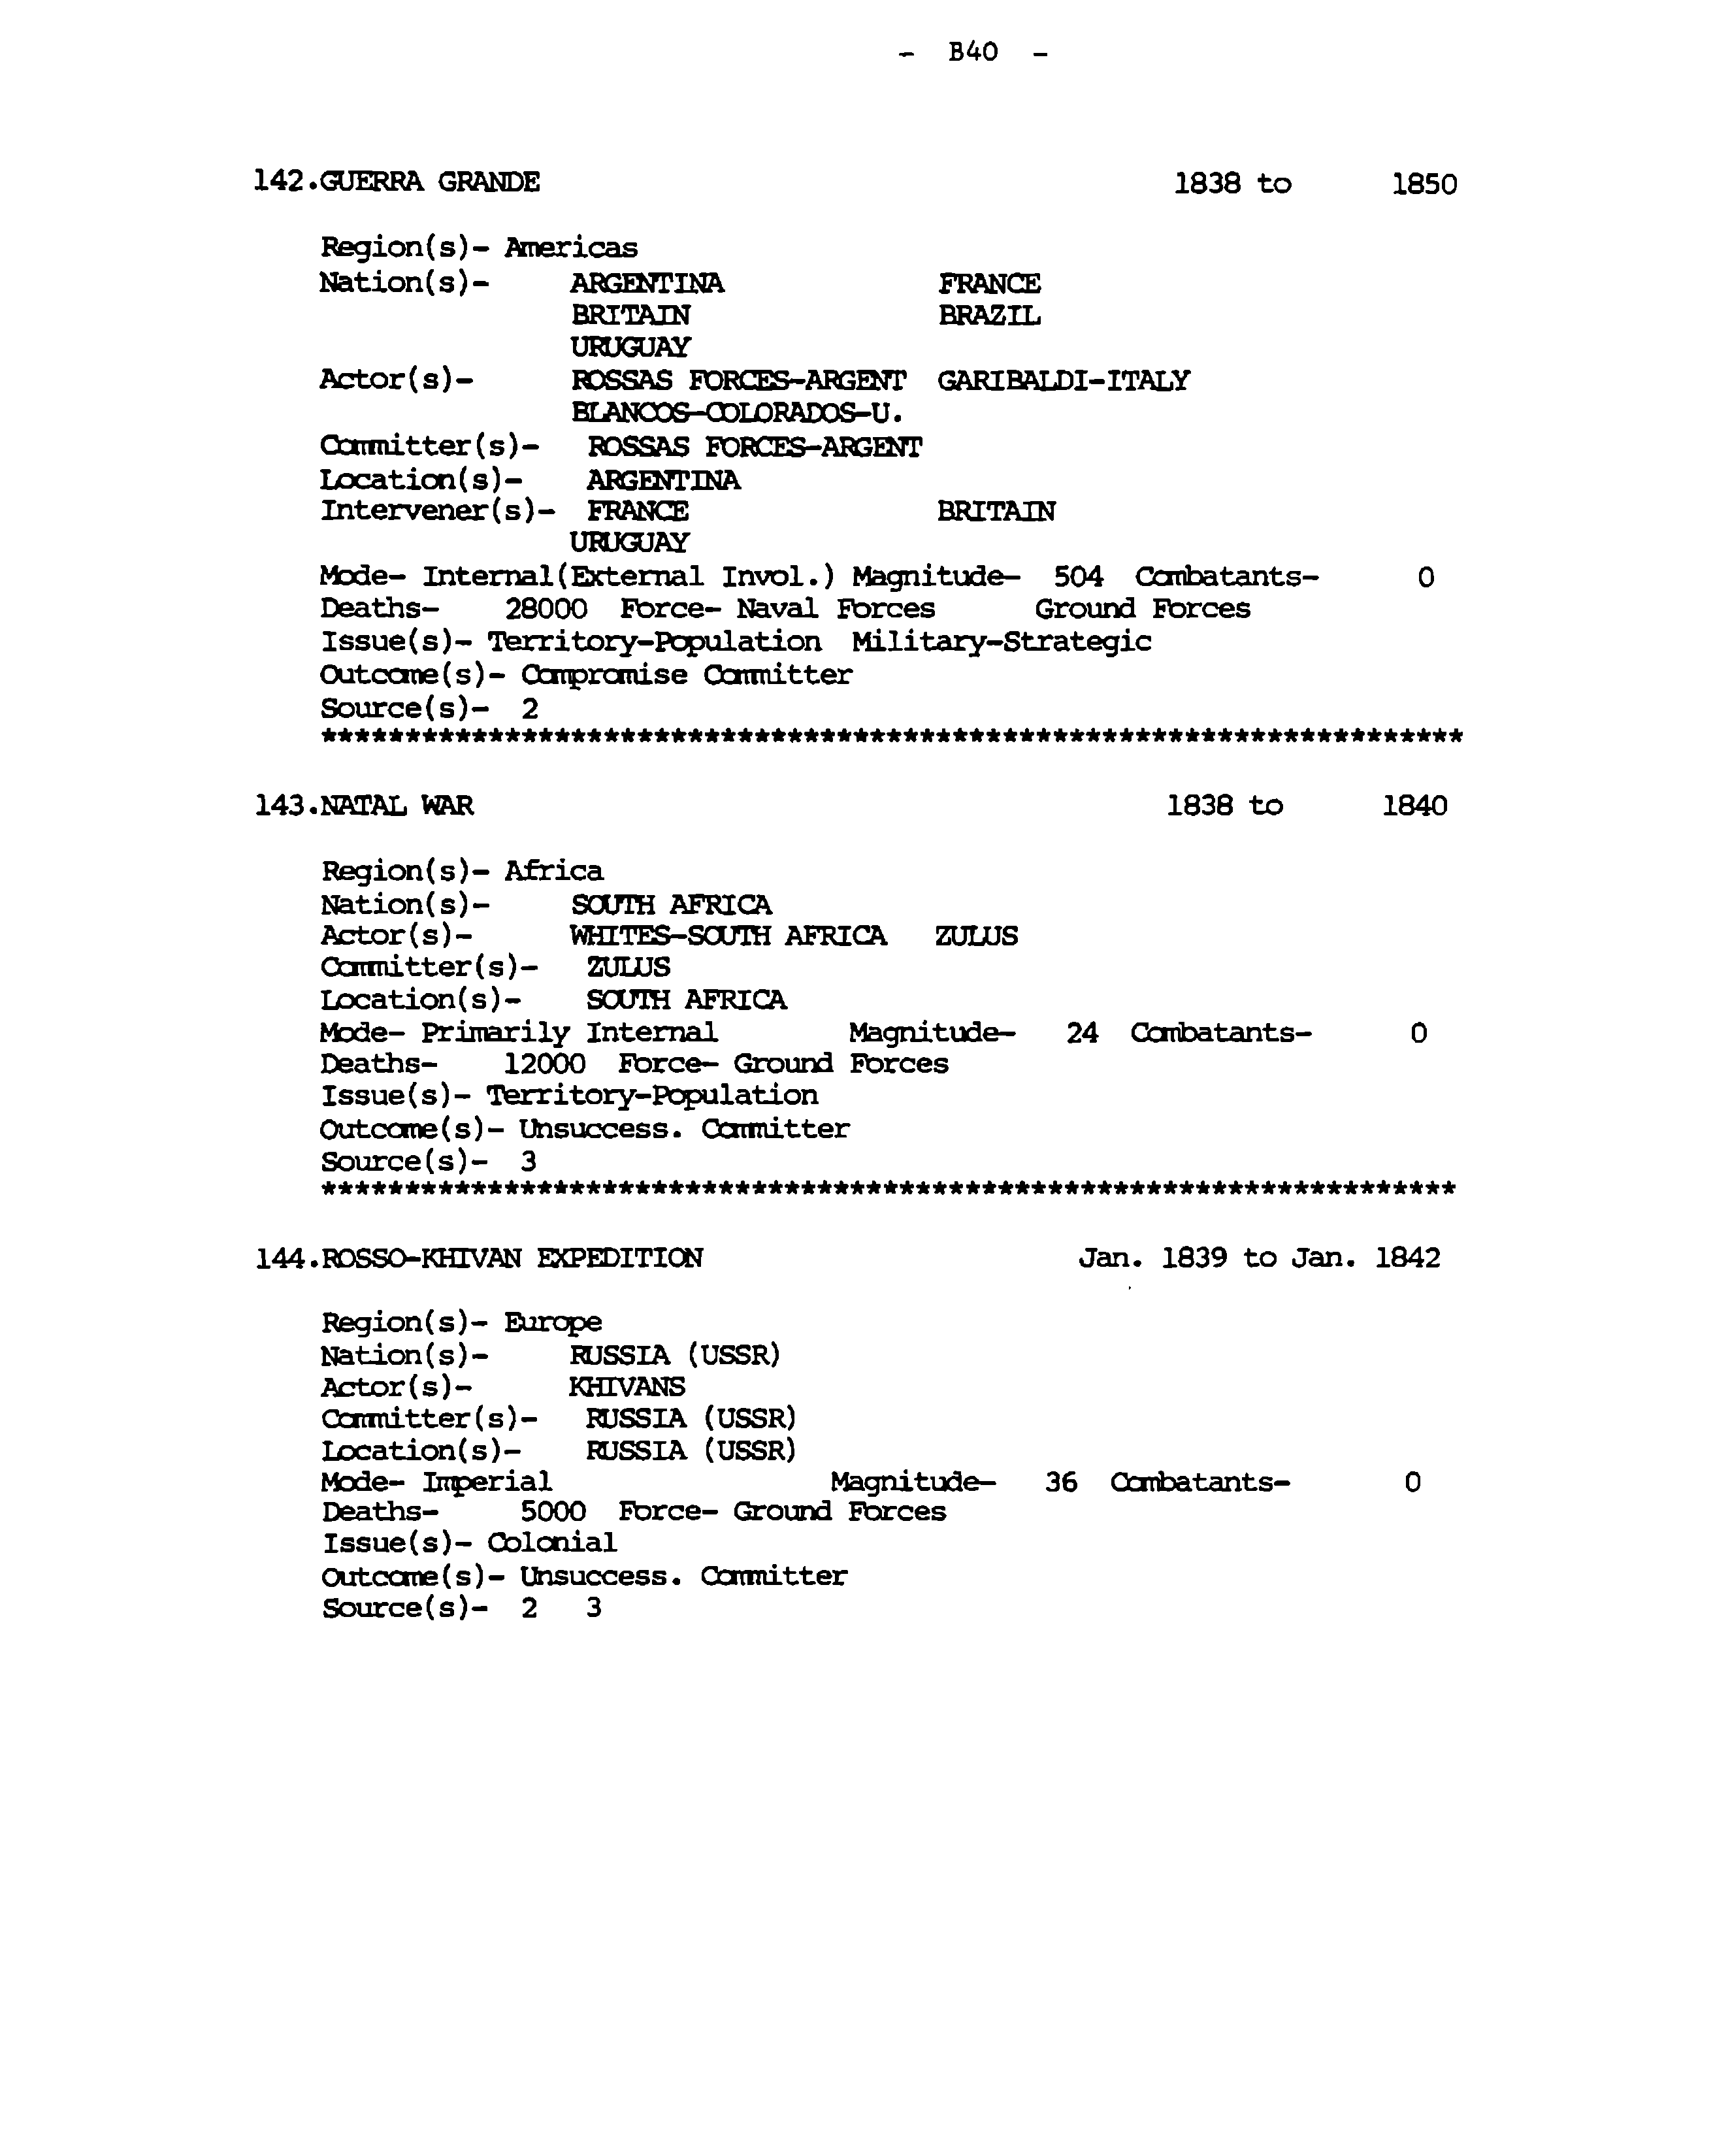 - B40 -
142.GUERRA GRANDE 1838 to 1850
Region(s)- Americas
Nation(s)- ARGENTINA FRANCE
BRITAIN BRAZIL
URUGUAY
Actor(s)- ROSSAS FORCES-ARGENT GARIBALDI-ITALY
BLANCOS-COLORADOS-U.
Committer(s)- ROSSAS FORCES-ARGENT
Location(s)- ARGENTINA
Intervener(s)- FRANCE BRITAIN
URUGUAY
Mode- Internal(External Invol.) Magnitude- 504 Combatants- 0
Deaths- 28000 Force- Naval Forces Ground Forces
Issue(s)- Territory-Population Military-Strategic
Outcome(s)- Compromise Committer
Source(s)- 2
*********************************************************************
143.NATAL WAR 1838 to 1840
Region(s)- Africa
Nation(s)- SOUTH AFRICA
Actor(s)- WHITES-SOUTH AFRICA ZULUS
Committer(s)- ZULUS
Location(s)- SOUTH AFRICA
Mode- Primarily Internal Magnitude- 24 Combatants- 0
Deaths- 12000 Force- Ground Forces
Issue(s)- Territory-Population
Outcome(s)- Unsuccess. Committer
Source(s)- 3
*********************************************************************
144.ROSSO-KHIVAN EXPEDITION Jan. 1839 to Jan. 1842
Region(s)- Europe
Nation(s)- RUSSIA (USSR)
Actor(s)- KHIVANS
Committer(s)- RUSSIA (USSR)
Location(s)- RUSSIA (USSR)
Mode- Imperial Magnitude- 36 Combatants- 0
Deaths- 5000 Force- Ground Forces
Issue(s)- Colonial
Outcome(s)- Unsuccess. Committer
Source(s)- 2 3